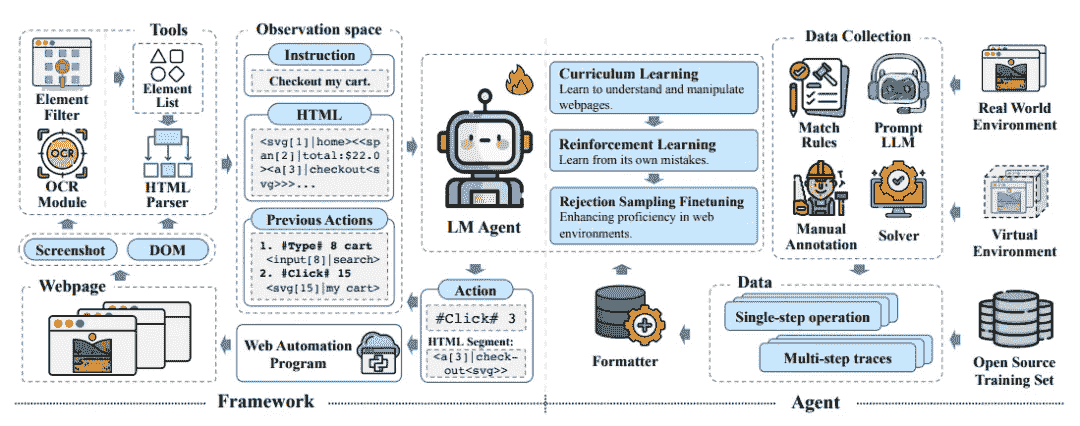 Tools
Element
Filter
Element
List
OCR
OCR
Module
HTML
Parser
Screenshot
DOM
Webpage
Observation space
Instruction
Checkout my cart.
HTML
<svg[1]|home><<sp
an[2]|total:$22.0
><a[3]|checkout<s
vg>>>...
Previous Actions
1. #Type# 8 cart
<input[8]|search>
2. #Click# 15
<svg[15]|my cart>
Web Automation
Program
LM Agent
Action
#Click# 3
HTML Segment:
<a[3]|check-
out<svg>>
Framework
Curriculum Learning
Learn to understand and manipulate
webpages.
Reinforcement Learning
Learn from its own mistakes.
Rejection Sampling Finetuning
Enhancing proficiency in web
environments.
Data Collection
Match
Rules
Prompt
LLM
Manual
Annotation
Solver
Real World
Environment
Virtual
Environment
Formatter
Data
Single-step operation
Multi-step traces
Open Source
Training Set
Agent